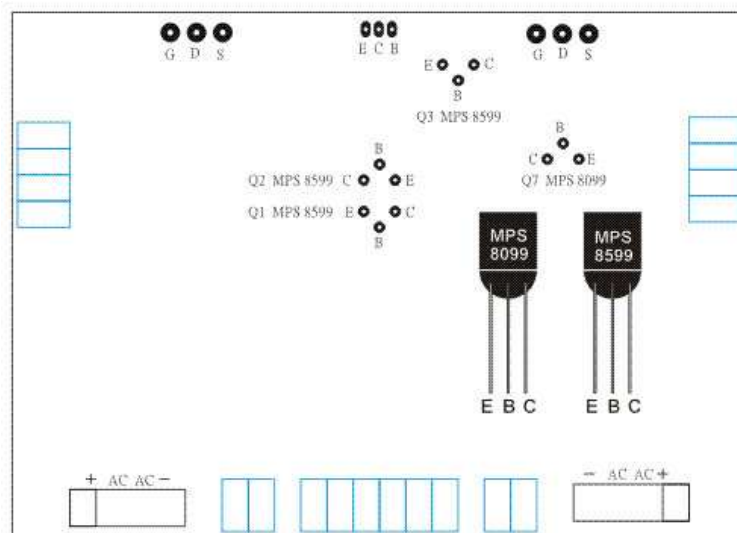 G D S
E C B
G D S
E C
B
Q3 MPS 8599
B
C E
Q7 MPS 8099
B
Q2 MPS 8599 C E
Q1 MPS 8599 E C
B
MPS
8099
MPS
8599
E B C
E B C
+ AC AC −
− AC AC +